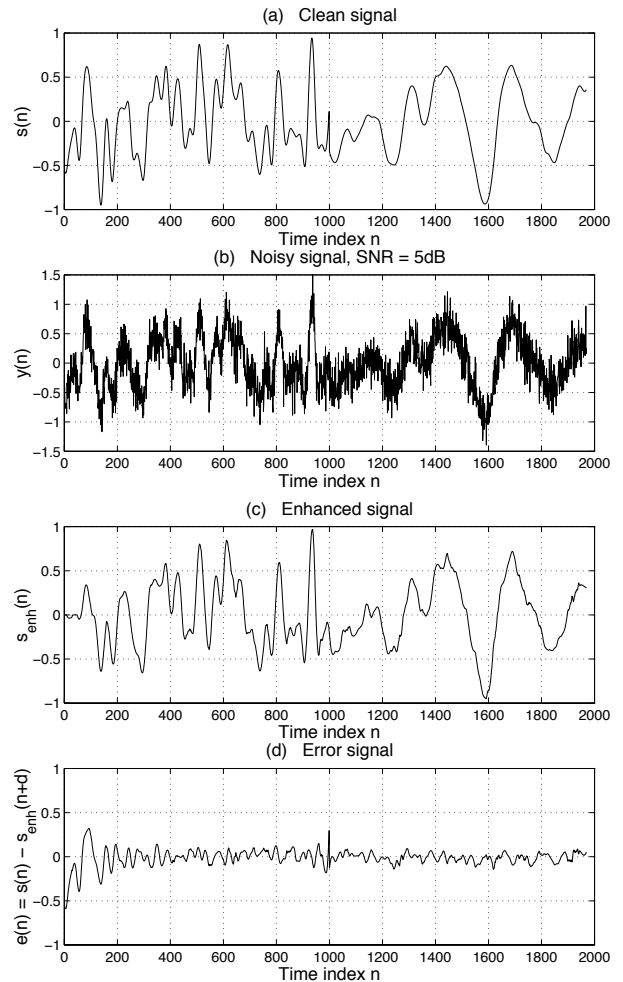 (a) Clean signal
1
0.5
0
−0.5
−1
s(n)
0 200 400 600 800 1000 1200 1400 1600 1800 2000
Time index n
(b) Noisy signal, SNR = 5dB
1.5
1
0.5
0
−0.5
−1
−1.5
y(n)
0 200 400 600 800 1000 1200 1400 1600 1800 2000
Time index n
(c) Enhanced signal
1
0.5
0
−0.5
−1
s_enh(n)
0 200 400 600 800 1000 1200 1400 1600 1800 2000
Time index n
(d) Error signal
1
0.5
0
−0.5
−1
e(n) = s(n) − s_enh(n+d)
0 200 400 600 800 1000 1200 1400 1600 1800 2000
Time index n